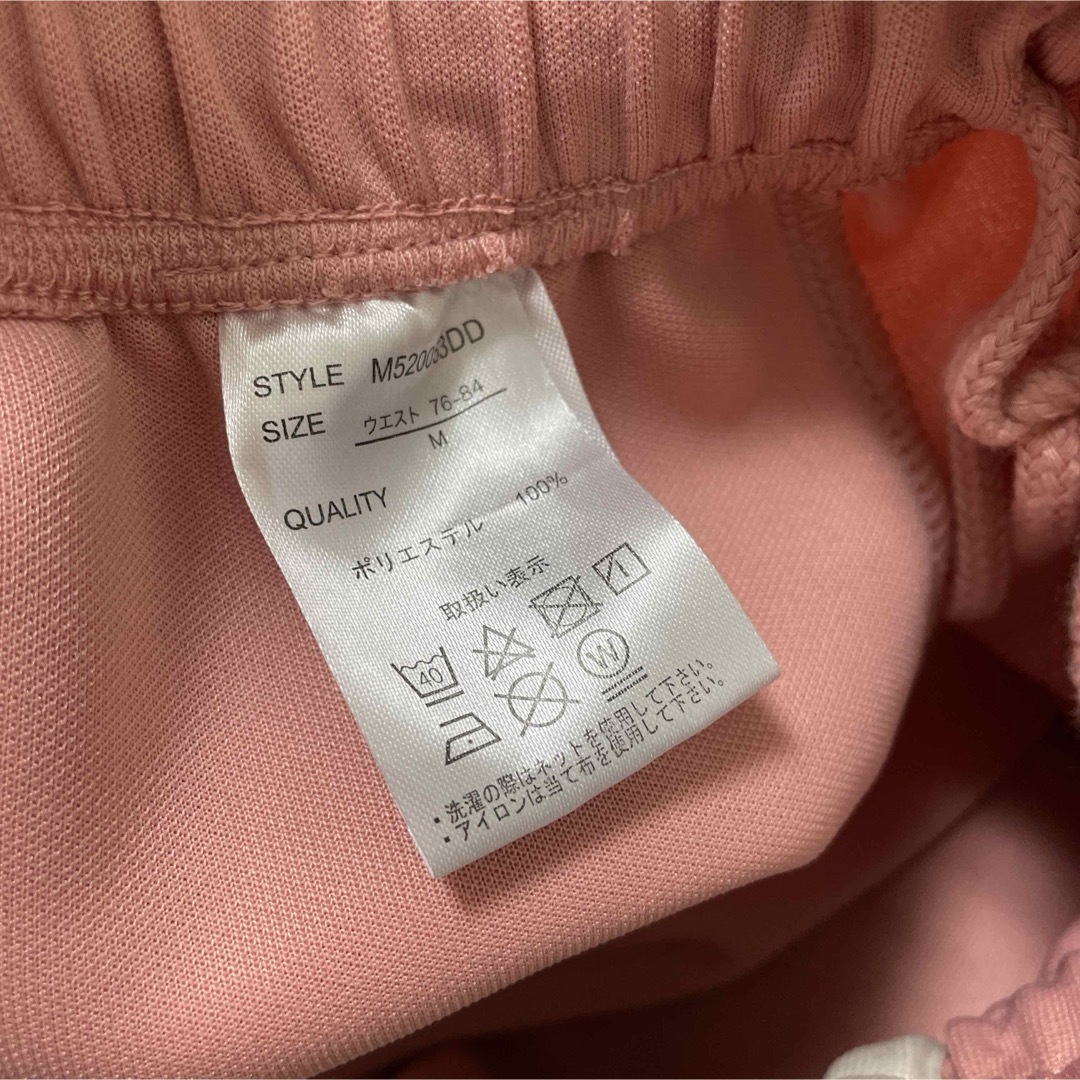 STYLE M520083DD
SIZE ウエスト 76-84
M
QUALITY
ポリエステル 100%
取扱い表示
40
W
・洗濯の際はネットを使用して下さい。
・アイロンは当て布を使用して下さい。